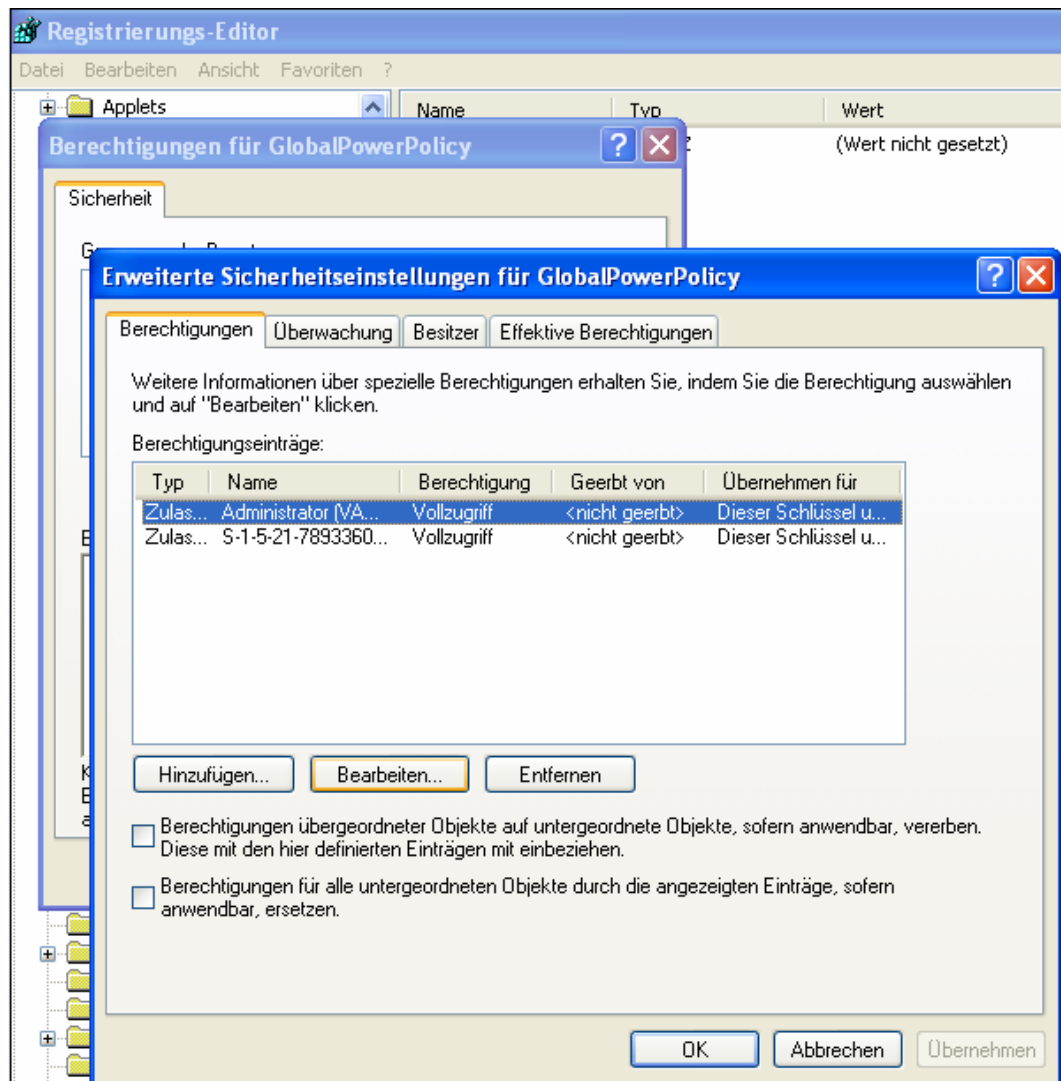 Registrierungs-Editor
Datei Bearbeiten Ansicht Favoriten ?
Applets
Name Typ Wert
Berechtigungen für GlobalPowerPolicy
(Wert nicht gesetzt)
Sicherheit
Erweiterte Sicherheitseinstellungen für GlobalPowerPolicy
Berechtigungen Überwachung Besitzer Effektive Berechtigungen
Weitere Informationen über spezielle Berechtigungen erhalten Sie, indem Sie die Berechtigung auswählen
und auf "Bearbeiten" klicken.
Berechtigungseinträge:
Typ Name Berechtigung Geerbt von Übernehmen für
Zulas... Administrator (VA... Vollzugriff <nicht geerbt> Dieser Schlüssel u...
Zulas... S-1-5-21-7893360... Vollzugriff <nicht geerbt> Dieser Schlüssel u...
Hinzufügen... Bearbeiten... Entfernen
Berechtigungen übergeordneter Objekte auf untergeordnete Objekte, sofern anwendbar, vererben.
Diese mit den hier definierten Einträgen mit einbeziehen.
Berechtigungen für alle untergeordneten Objekte durch die angezeigten Einträge, sofern
anwendbar, ersetzen.
OK Abbrechen Übernehmen